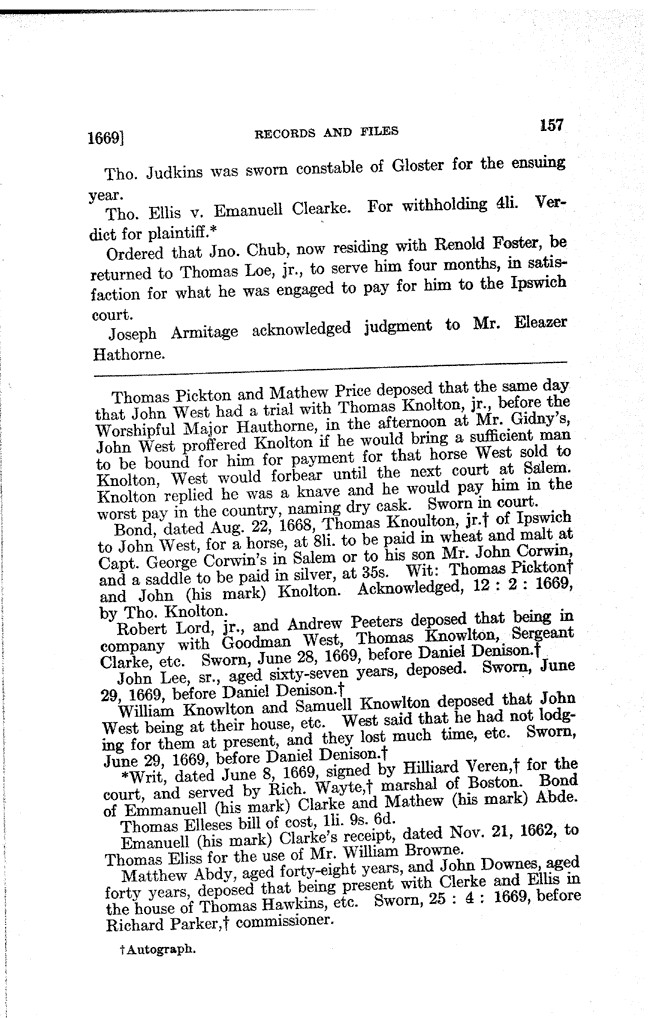 1669] RECORDS AND FILES 157
Tho. Judkins was sworn constable of Gloster for the ensuing
year.
Tho. Ellis v. Emanuell Clearke. For withholding 4li. Ver-
dict for plaintiff.*
Ordered that Jno. Chub, now residing with Renold Foster, be
returned to Thomas Loe, jr., to serve him four months, in satis-
faction for what he was engaged to pay for him to the Ipswich
court.
Joseph Armitage acknowledged judgment to Mr. Eleazer
Hathorne.
Thomas Pickton and Mathew Price deposed that the same day
that John West had a trial with Thomas Knolton, jr., before the
Worshipful Major Hauthorne, in the afternoon at Mr. Gidny's,
John West proffered Knolton if he would bring a sufficient man
to be bound for him for payment for that horse West sold to
Knolton, West would forbear until the next court at Salem.
Knolton replied he was a knave and he would pay him in the
worst pay in the country, naming dry cask. Sworn in court.
Bond, dated Aug. 22, 1668, Thomas Knoulton, jr.† of Ipswich
to John West, for a horse, at 8li. to be paid in wheat and malt at
Capt. George Corwin's in Salem or to his son Mr. John Corwin,
and a saddle to be paid in silver, at 35s. Wit: Thomas Pickton†
and John (his mark) Knolton. Acknowledged, 12 : 2 : 1669,
by Tho. Knolton.
Robert Lord, jr., and Andrew Peeters deposed that being in
company with Goodman West, Thomas Knowlton, Sergeant
Clarke, etc. Sworn, June 28, 1669, before Daniel Denison.†
John Lee, sr., aged sixty-seven years, deposed. Sworn, June
29, 1669, before Daniel Denison.†
William Knowlton and Samuell Knowlton deposed that John
West being at their house, etc. West said that he had not lodg-
ing for them at present, and they lost much time, etc. Sworn,
June 29, 1669, before Daniel Denison.†
*Writ, dated June 8, 1669, signed by Hilliard Veren,† for the
court, and served by Rich. Wayte,† marshal of Boston. Bond
of Emmanuell (his mark) Clarke and Mathew (his mark) Abde.
Thomas Elleses bill of cost, 1li. 9s. 6d.
Emanuell (his mark) Clarke's receipt, dated Nov. 21, 1662, to
Thomas Eliss for the use of Mr. William Browne.
Matthew Abdy, aged forty-eight years, and John Downes, aged
forty years, deposed that being present with Clerke and Ellis in
the house of Thomas Hawkins, etc. Sworn, 25 : 4 : 1669, before
Richard Parker,† commissioner.
†Autograph.